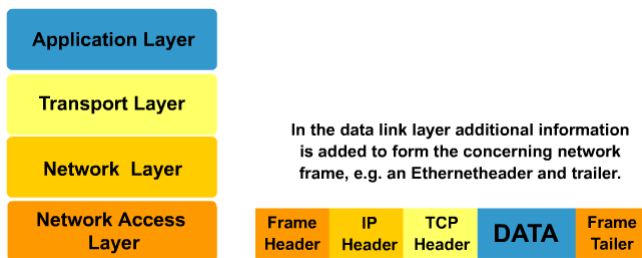 Application Layer
Transport Layer
Network Layer
Network Access
Layer
In the data link layer additional information
is added to form the concerning network
frame, e.g. an Ethernetheader and trailer.
Frame
Header
IP
Header
TCP
Header
DATA
Frame
Tailer